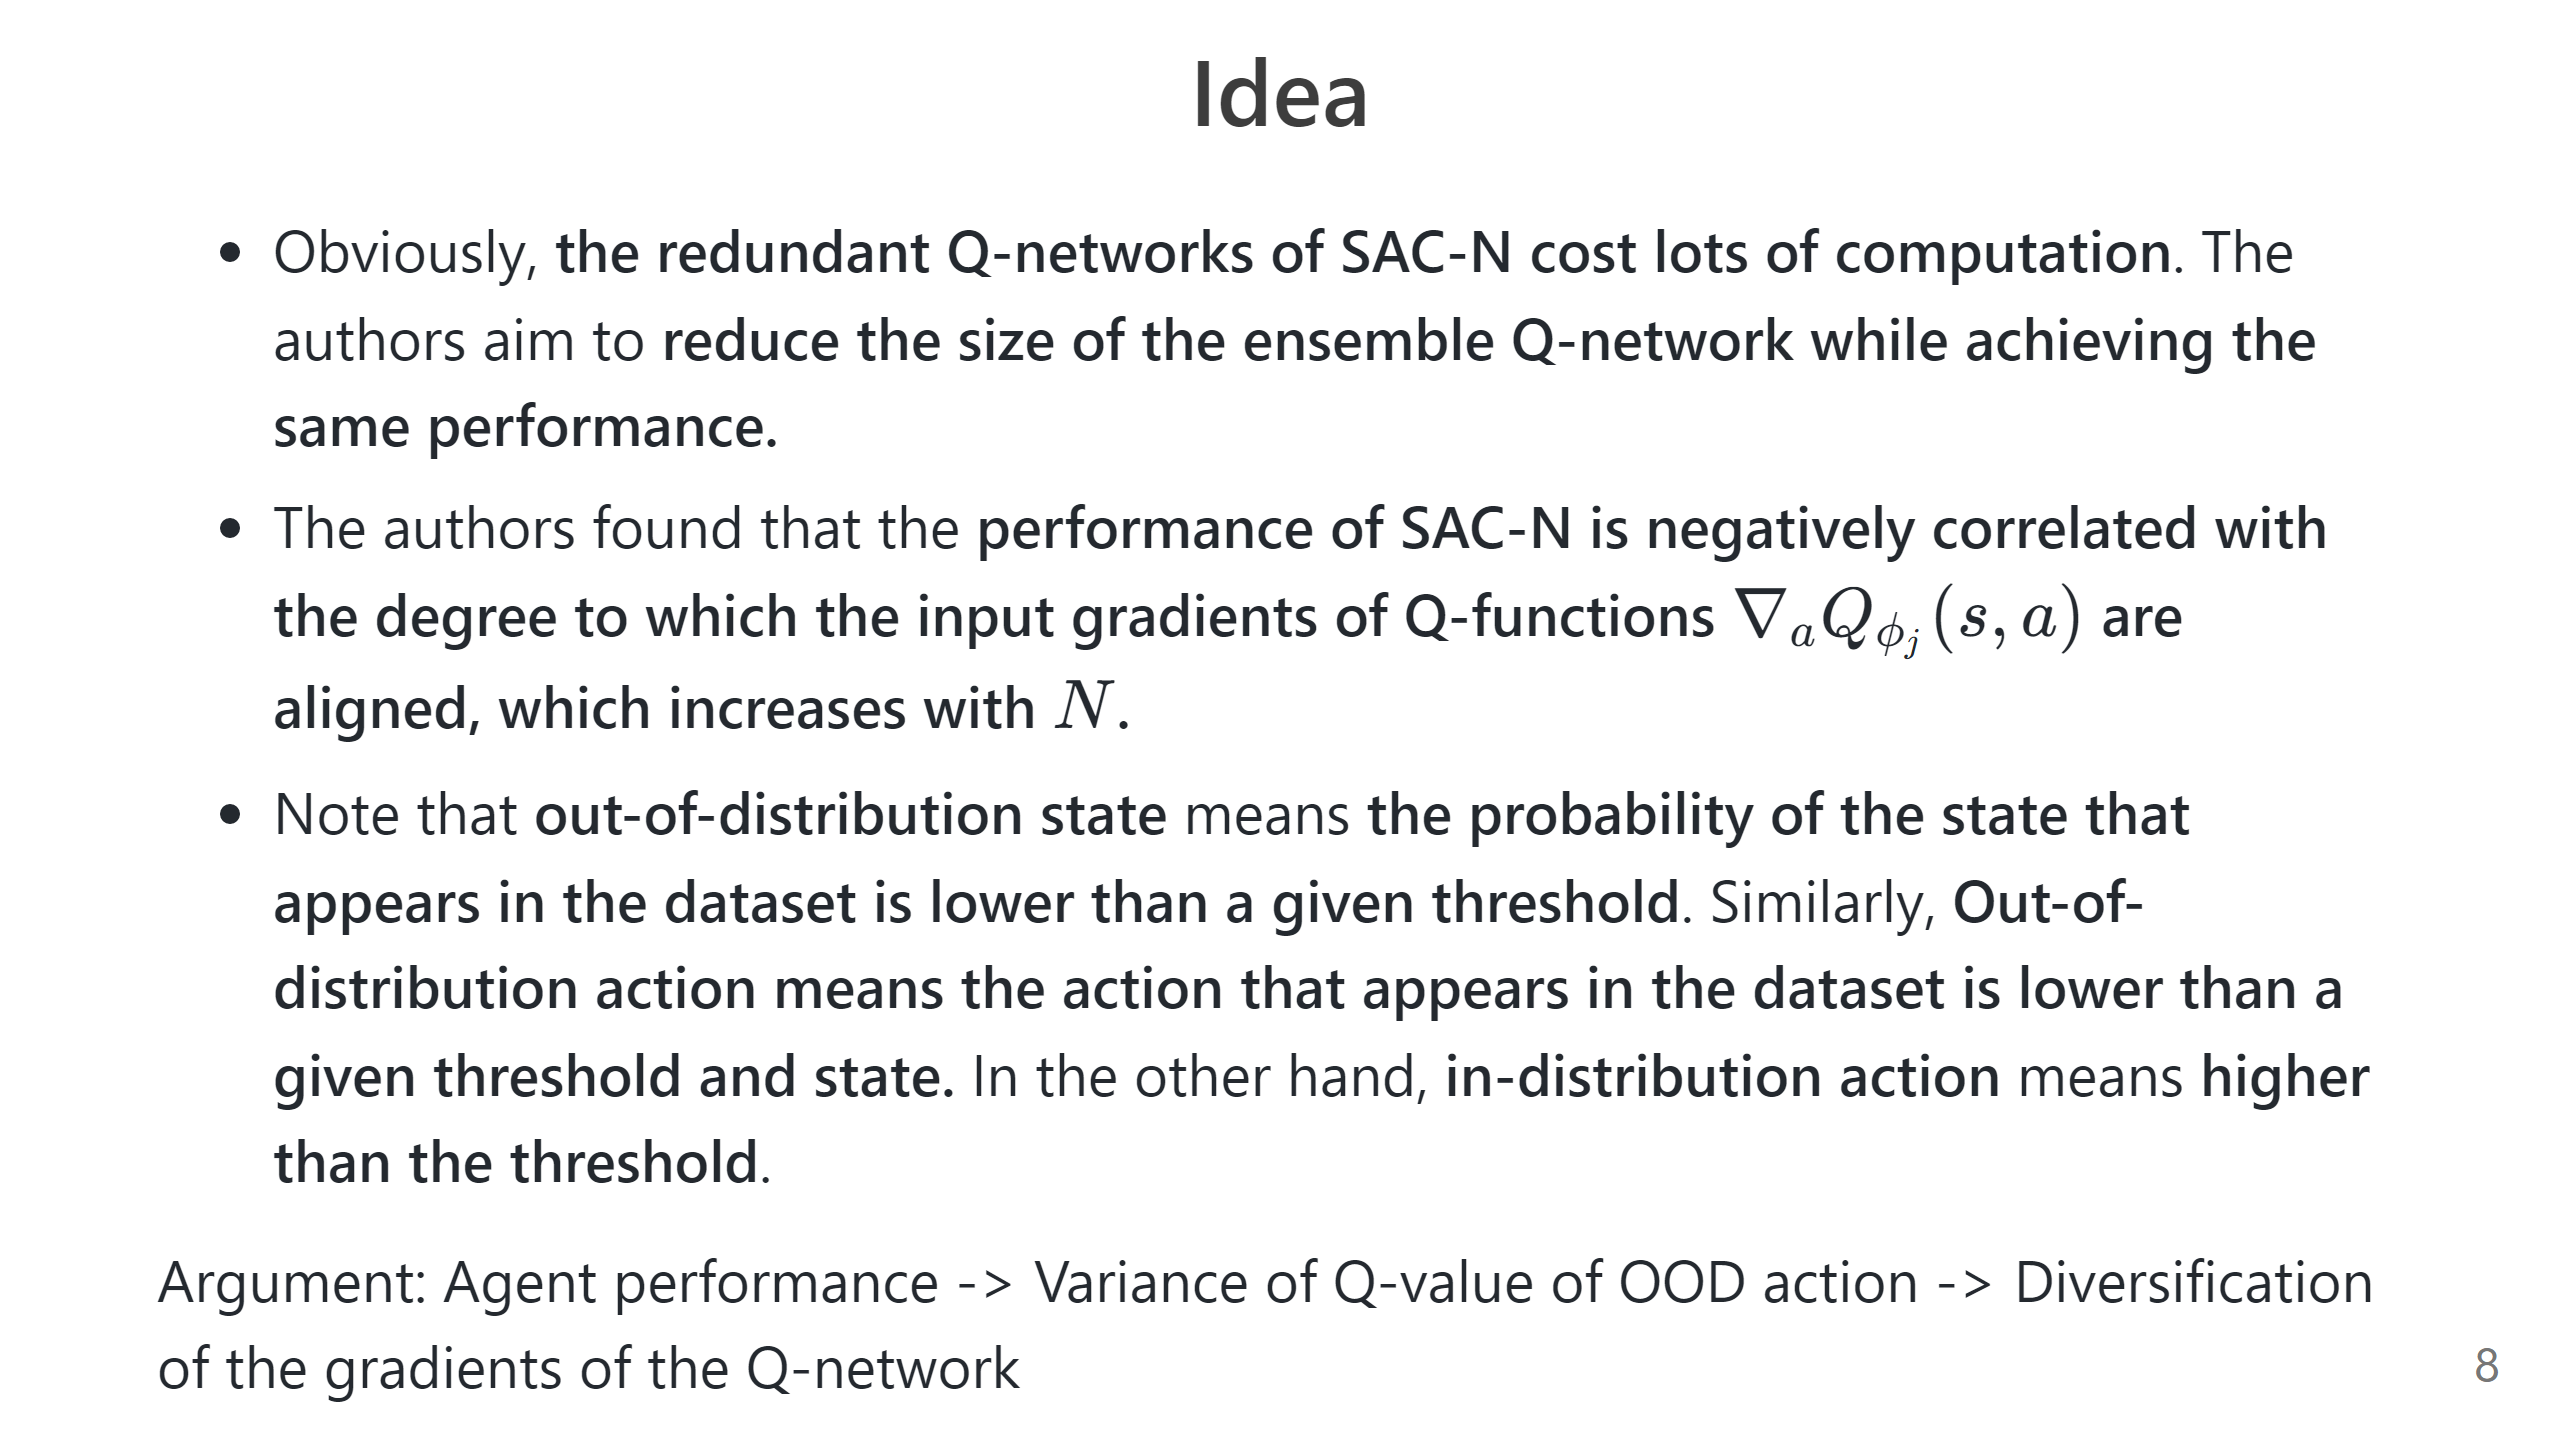 Idea
• Obviously, the redundant Q-networks of SAC-N cost lots of computation. The
authors aim to reduce the size of the ensemble Q-network while achieving the
same performance.
• The authors found that the performance of SAC-N is negatively correlated with
the degree to which the input gradients of Q-functions ∇_a Q_{ϕ_j}(s, a) are
aligned, which increases with N.
• Note that out-of-distribution state means the probability of the state that
appears in the dataset is lower than a given threshold. Similarly, Out-of-
distribution action means the action that appears in the dataset is lower than a
given threshold and state. In the other hand, in-distribution action means higher
than the threshold.
Argument: Agent performance -> Variance of Q-value of OOD action -> Diversification
of the gradients of the Q-network
8